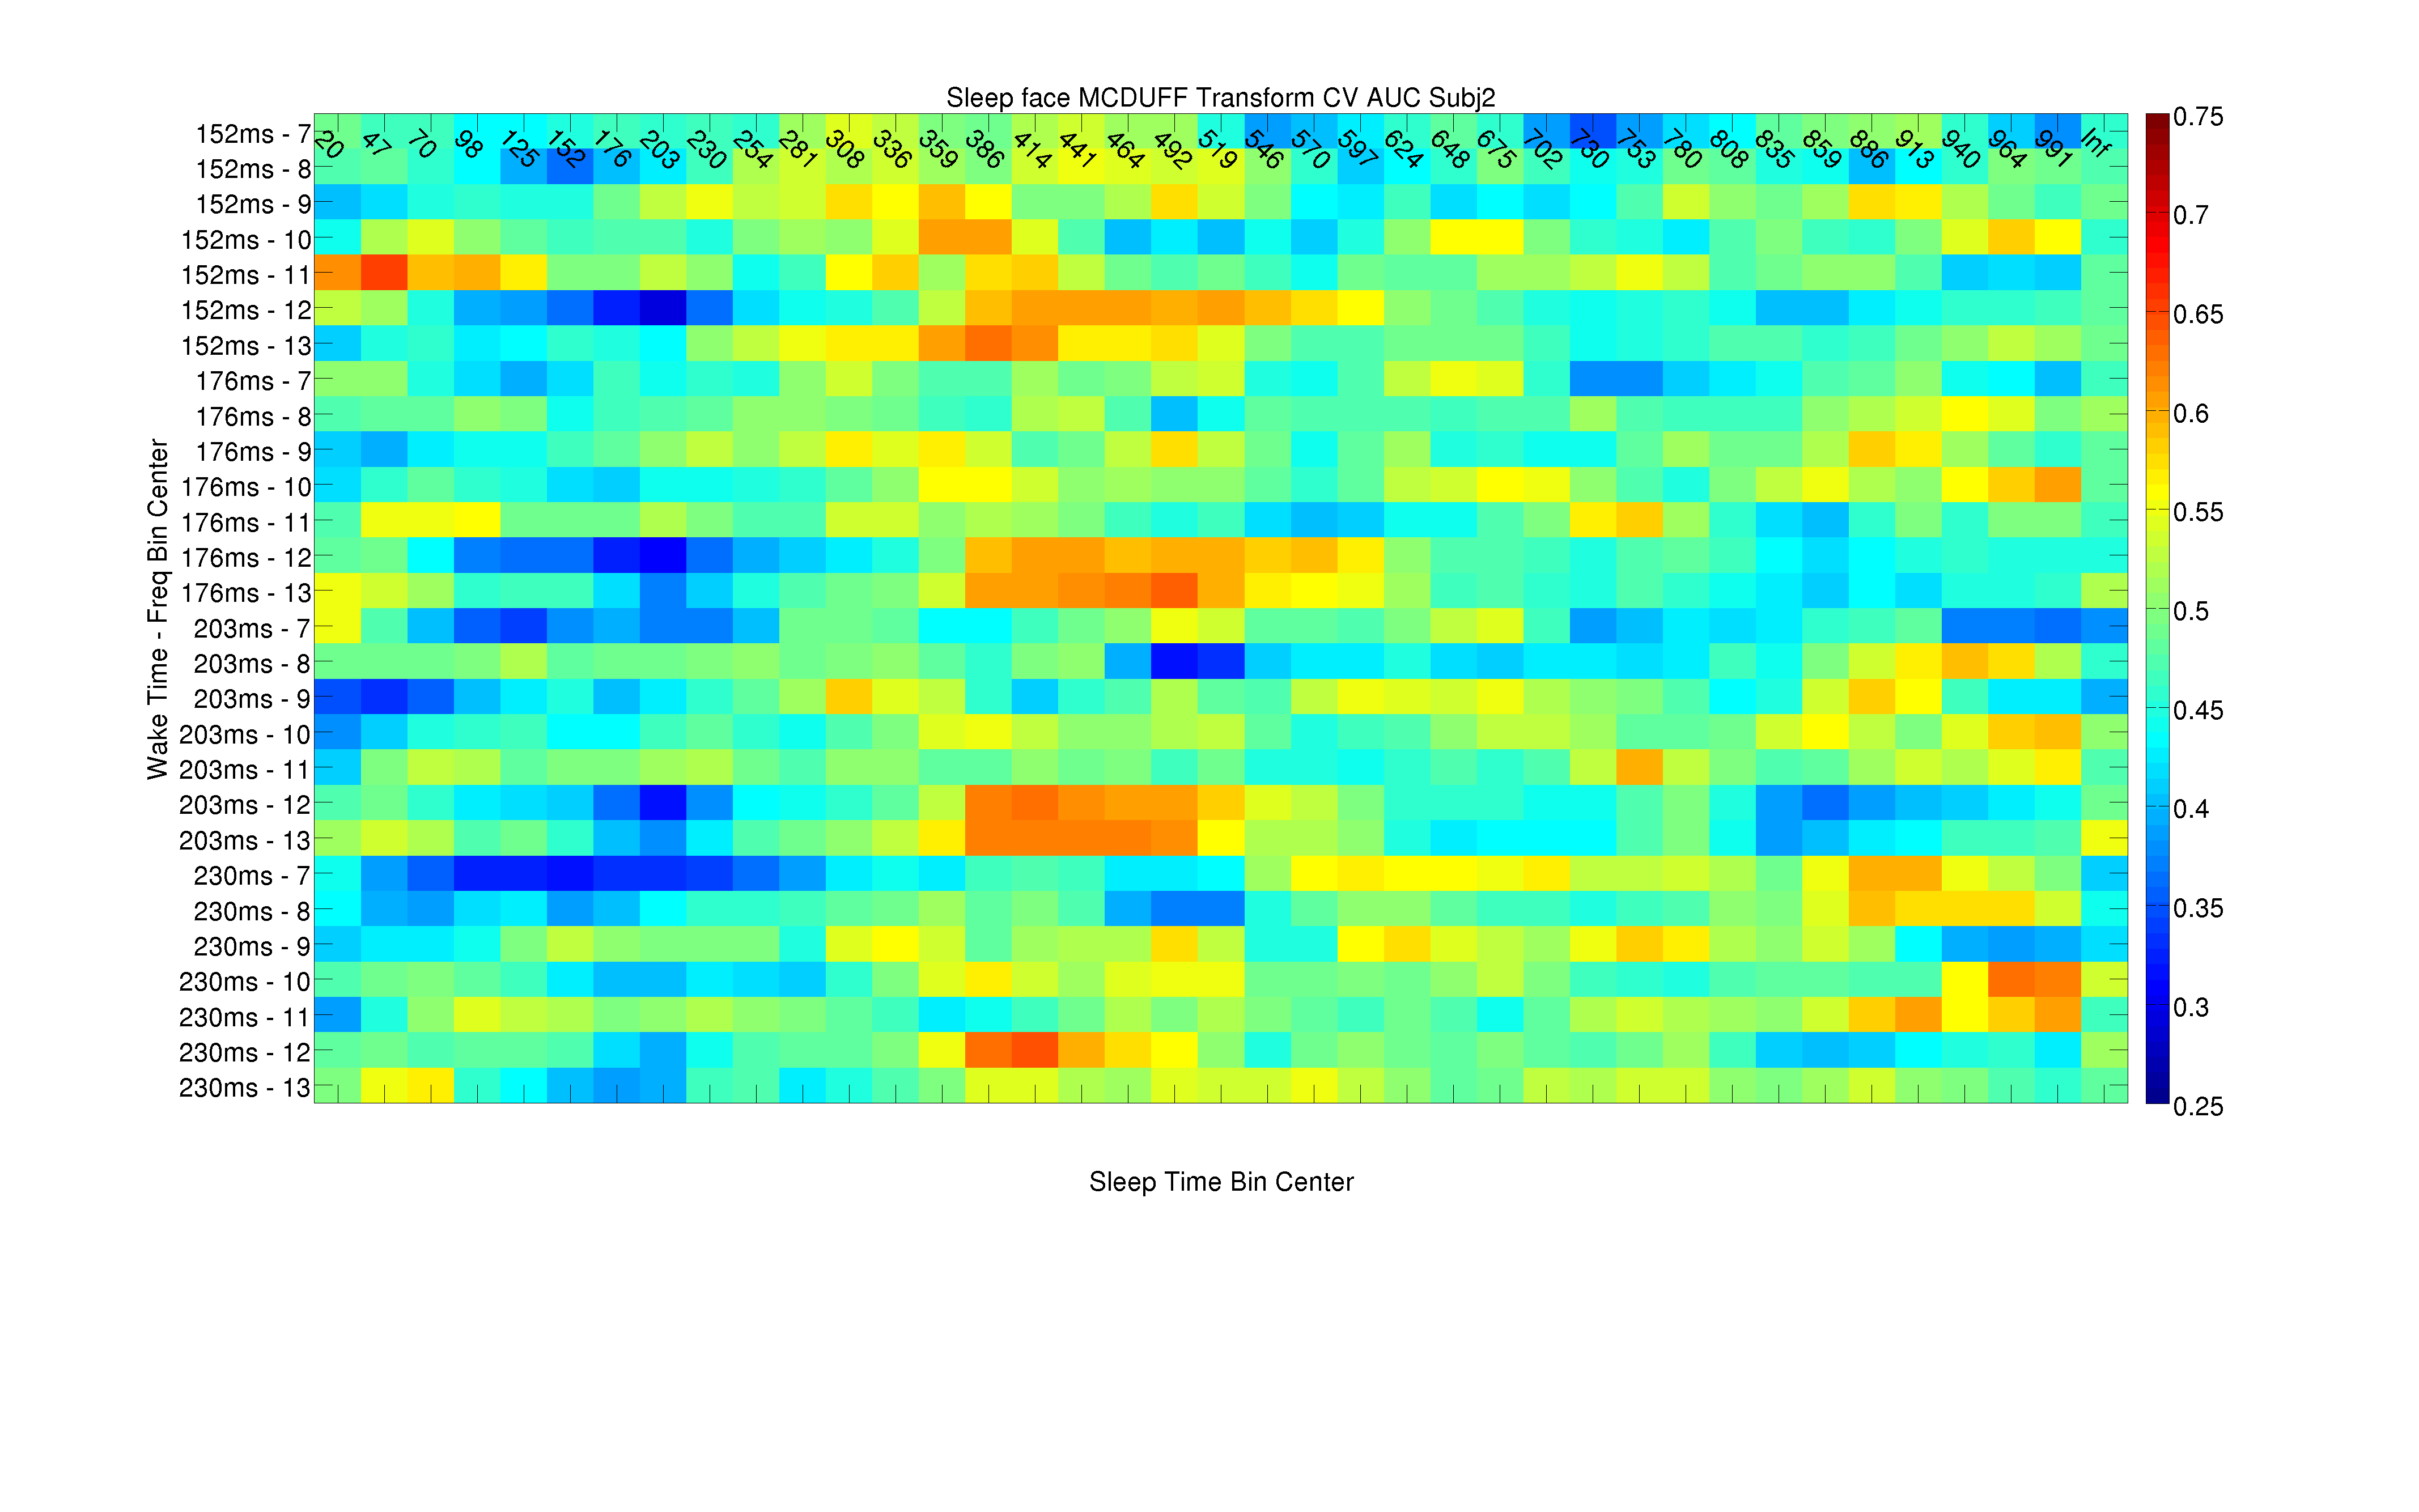 Sleep face MCDUFF Transform CV AUC Subj2
152ms - 7
152ms - 8
152ms - 9
152ms - 10
152ms - 11
152ms - 12
152ms - 13
176ms - 7
176ms - 8
176ms - 9
176ms - 10
176ms - 11
176ms - 12
176ms - 13
203ms - 7
203ms - 8
203ms - 9
203ms - 10
203ms - 11
203ms - 12
203ms - 13
230ms - 7
230ms - 8
230ms - 9
230ms - 10
230ms - 11
230ms - 12
230ms - 13
Wake Time - Freq Bin Center
20 47 70 98 125 152 176 203 230 254 281 308 336 359 386 414 441 464 492 519 546 570 597 624 648 675 702 730 753 780 808 835 859 886 913 940 964 991 Inf
0.75
0.7
0.65
0.6
0.55
0.5
0.45
0.4
0.35
0.3
0.25
Sleep Time Bin Center